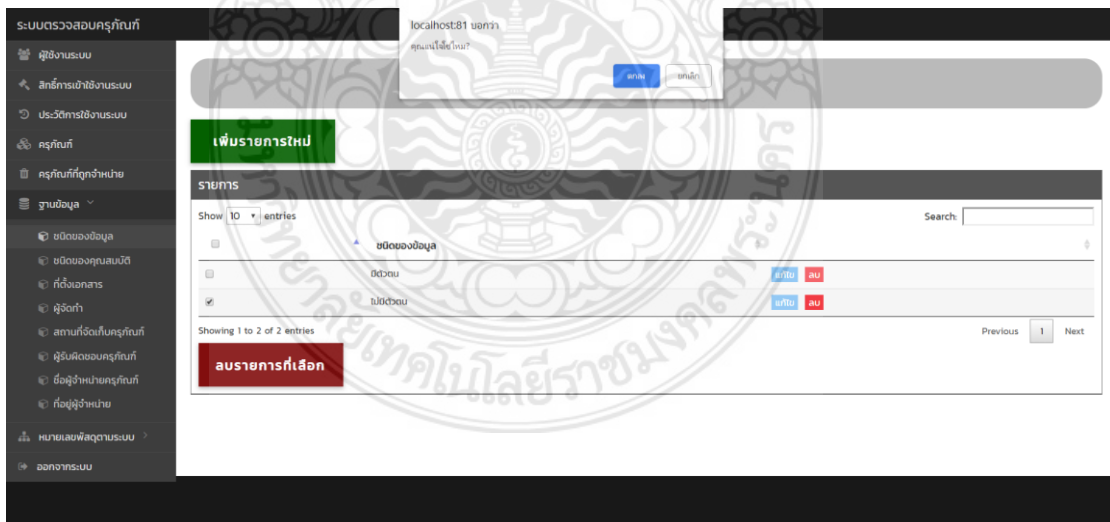 ระบบตรวจสอบครุภัณฑ์
localhost:81 บอกว่า
คุณแน่ใจใช่ไหม?
ตกลง ยกเลิก
ผู้ใช้งานระบบ
สิทธิ์การเข้าใช้งานระบบ
ประวัติการใช้งานระบบ
ครุภัณฑ์
ครุภัณฑ์ที่ถูกจำหน่าย
ฐานข้อมูล
ชนิดของข้อมูล
ชนิดของคุณสมบัติ
ที่ตั้งเอกสาร
ผู้จัดทำ
สถานที่จัดเก็บครุภัณฑ์
ผู้รับผิดชอบครุภัณฑ์
ชื่อผู้จำหน่ายครุภัณฑ์
ที่อยู่ผู้จำหน่าย
หมายเลขพัสดุตามระบบ
ออกจากระบบ
เพิ่มรายการใหม่
รายการ
Show 10 entries Search:
ชนิดของข้อมูล
มีตัวตน แก้ไข ลบ
ไม่มีตัวตน แก้ไข ลบ
Showing 1 to 2 of 2 entries Previous 1 Next
ลบรายการที่เลือก